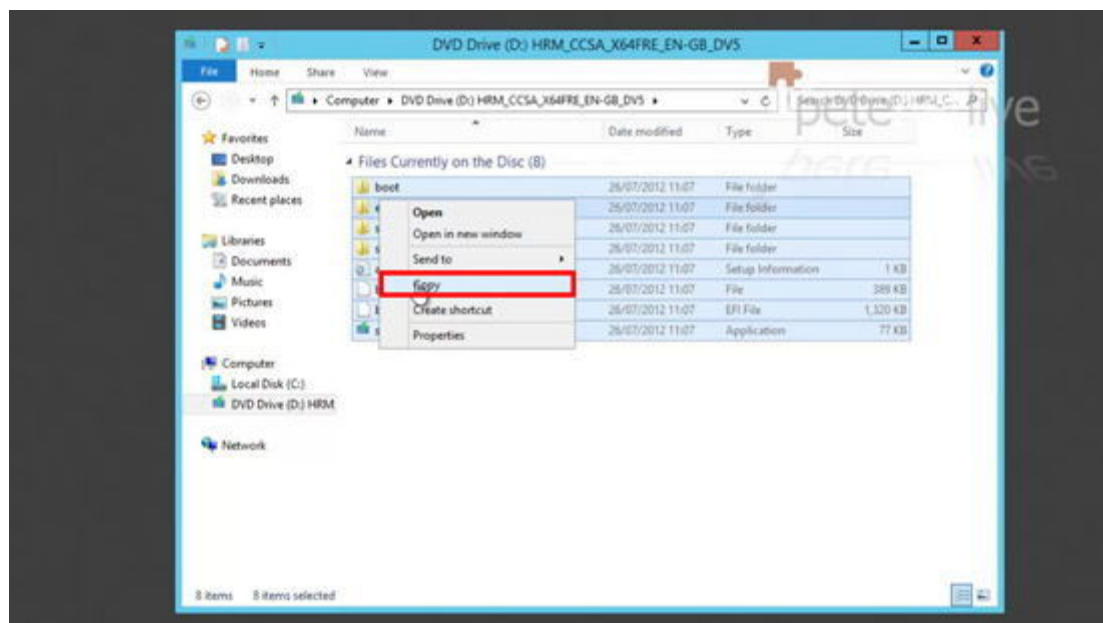 DVD Drive (D:) HRM_CCSA_X64FRE_EN-GB_DV5
File Home Share View
Computer DVD Drive (D:) HRM_CCSA_X64FRE_EN-GB_DV5
Search DVD Drive (D:) HRM_C...
pete live
Name Date modified Type Size
Favorites
Desktop
Downloads
Recent places
Libraries
Documents
Music
Pictures
Videos
Computer
Local Disk (C:)
DVD Drive (D:) HRM
Network
Files Currently on the Disc (8)
boot 26/07/2012 11:07 File folder
26/07/2012 11:07 File folder
26/07/2012 11:07 File folder
26/07/2012 11:07 File folder
26/07/2012 11:07 Setup Information 1 KB
26/07/2012 11:07 File 389 KB
26/07/2012 11:07 EFI File 1,320 KB
26/07/2012 11:07 Application 77 KB
Open
Open in new window
Send to
Copy
Create shortcut
Properties
8 items 8 items selected